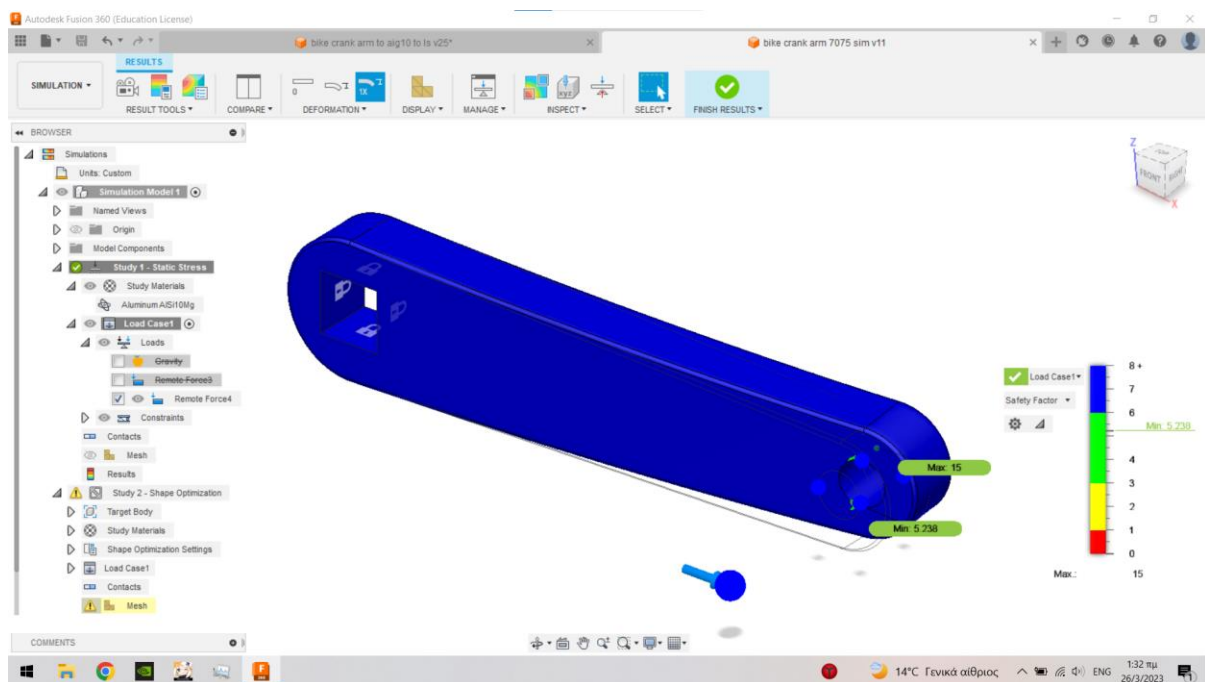 Autodesk Fusion 360 (Education License)
bike crank arm to alg10 to ls v25*
bike crank arm 7075 sim v11
RESULTS
SIMULATION
RESULT TOOLS
COMPARE
DEFORMATION
DISPLAY
MANAGE
INSPECT
SELECT
FINISH RESULTS
BROWSER
Simulations
Units: Custom
Simulation Model 1
Named Views
Origin
Model Components
Study 1 - Static Stress
Study Materials
Aluminum AlSi10Mg
Load Case1
Loads
Gravity
Remote Force3
Remote Force4
Constraints
Contacts
Mesh
Results
Study 2 - Shape Optimization
Target Body
Study Materials
Shape Optimization Settings
Load Case1
Contacts
Mesh
COMMENTS
Z
TOP
FRONT
RIGHT
X
Load Case1
Safety Factor
8 +
7
6
Min: 5.238
4
3
2
1
0
Max.: 15
Max: 15
Min: 5.238
14°C Γενικά αίθριος
ENG
1:32 πμ
26/3/2023